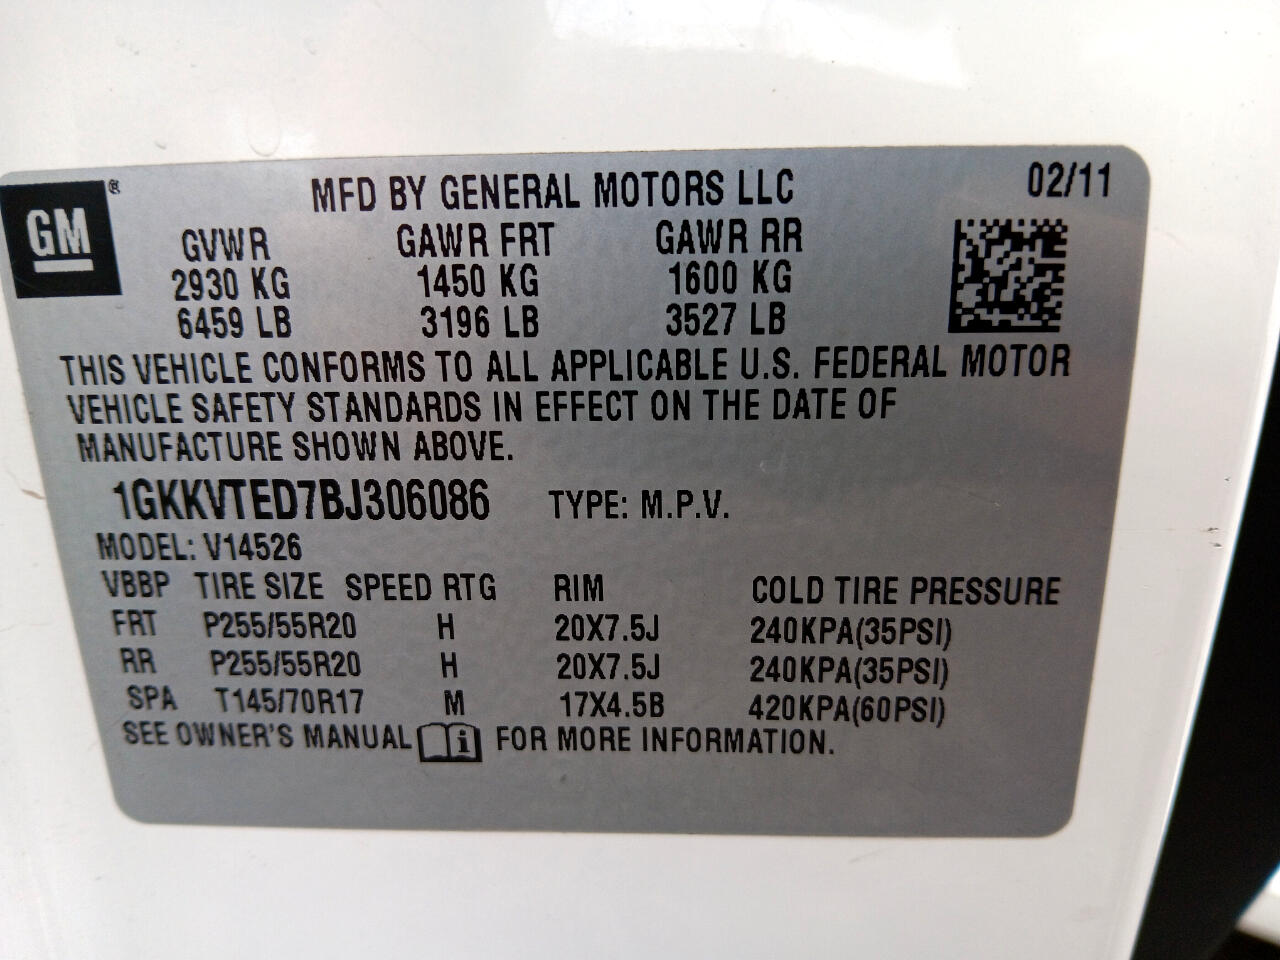 GM ® MFD BY GENERAL MOTORS LLC 02/11
GVWR GAWR FRT GAWR RR
2930 KG 1450 KG 1600 KG
6459 LB 3196 LB 3527 LB
THIS VEHICLE CONFORMS TO ALL APPLICABLE U.S. FEDERAL MOTOR
VEHICLE SAFETY STANDARDS IN EFFECT ON THE DATE OF
MANUFACTURE SHOWN ABOVE.
1GKKVTED7BJ306086 TYPE: M.P.V.
MODEL: V14526
VBBP TIRE SIZE SPEED RTG RIM COLD TIRE PRESSURE
FRT P255/55R20 H 20X7.5J 240KPA(35PSI)
RR P255/55R20 H 20X7.5J 240KPA(35PSI)
SPA T145/70R17 M 17X4.5B 420KPA(60PSI)
SEE OWNER'S MANUAL i FOR MORE INFORMATION.